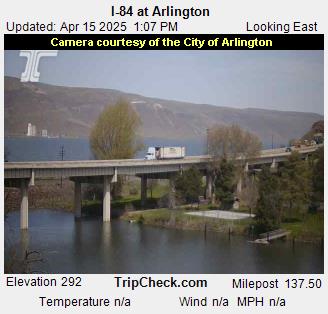 I-84 at Arlington
Updated: Apr 15 2025 1:07 PM Looking East
Camera courtesy of the City of Arlington
T
Elevation 292 TripCheck.com Milepost 137.50
Temperature n/a Wind n/a MPH n/a